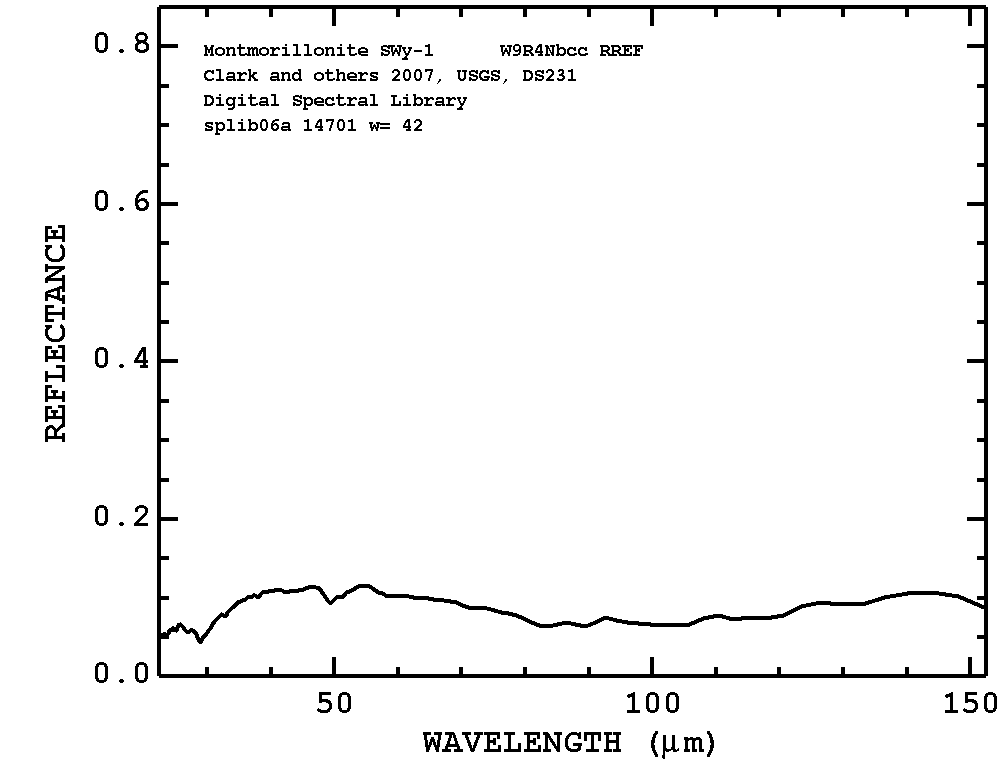 0.8
Montmorillonite SWy-1 W9R4Nbcc RREF
Clark and others 2007, USGS, DS231
Digital Spectral Library
splib06a 14701 w= 42
0.6
REFLECTANCE
0.4
0.2
0.0
50 100 150
WAVELENGTH (μm)